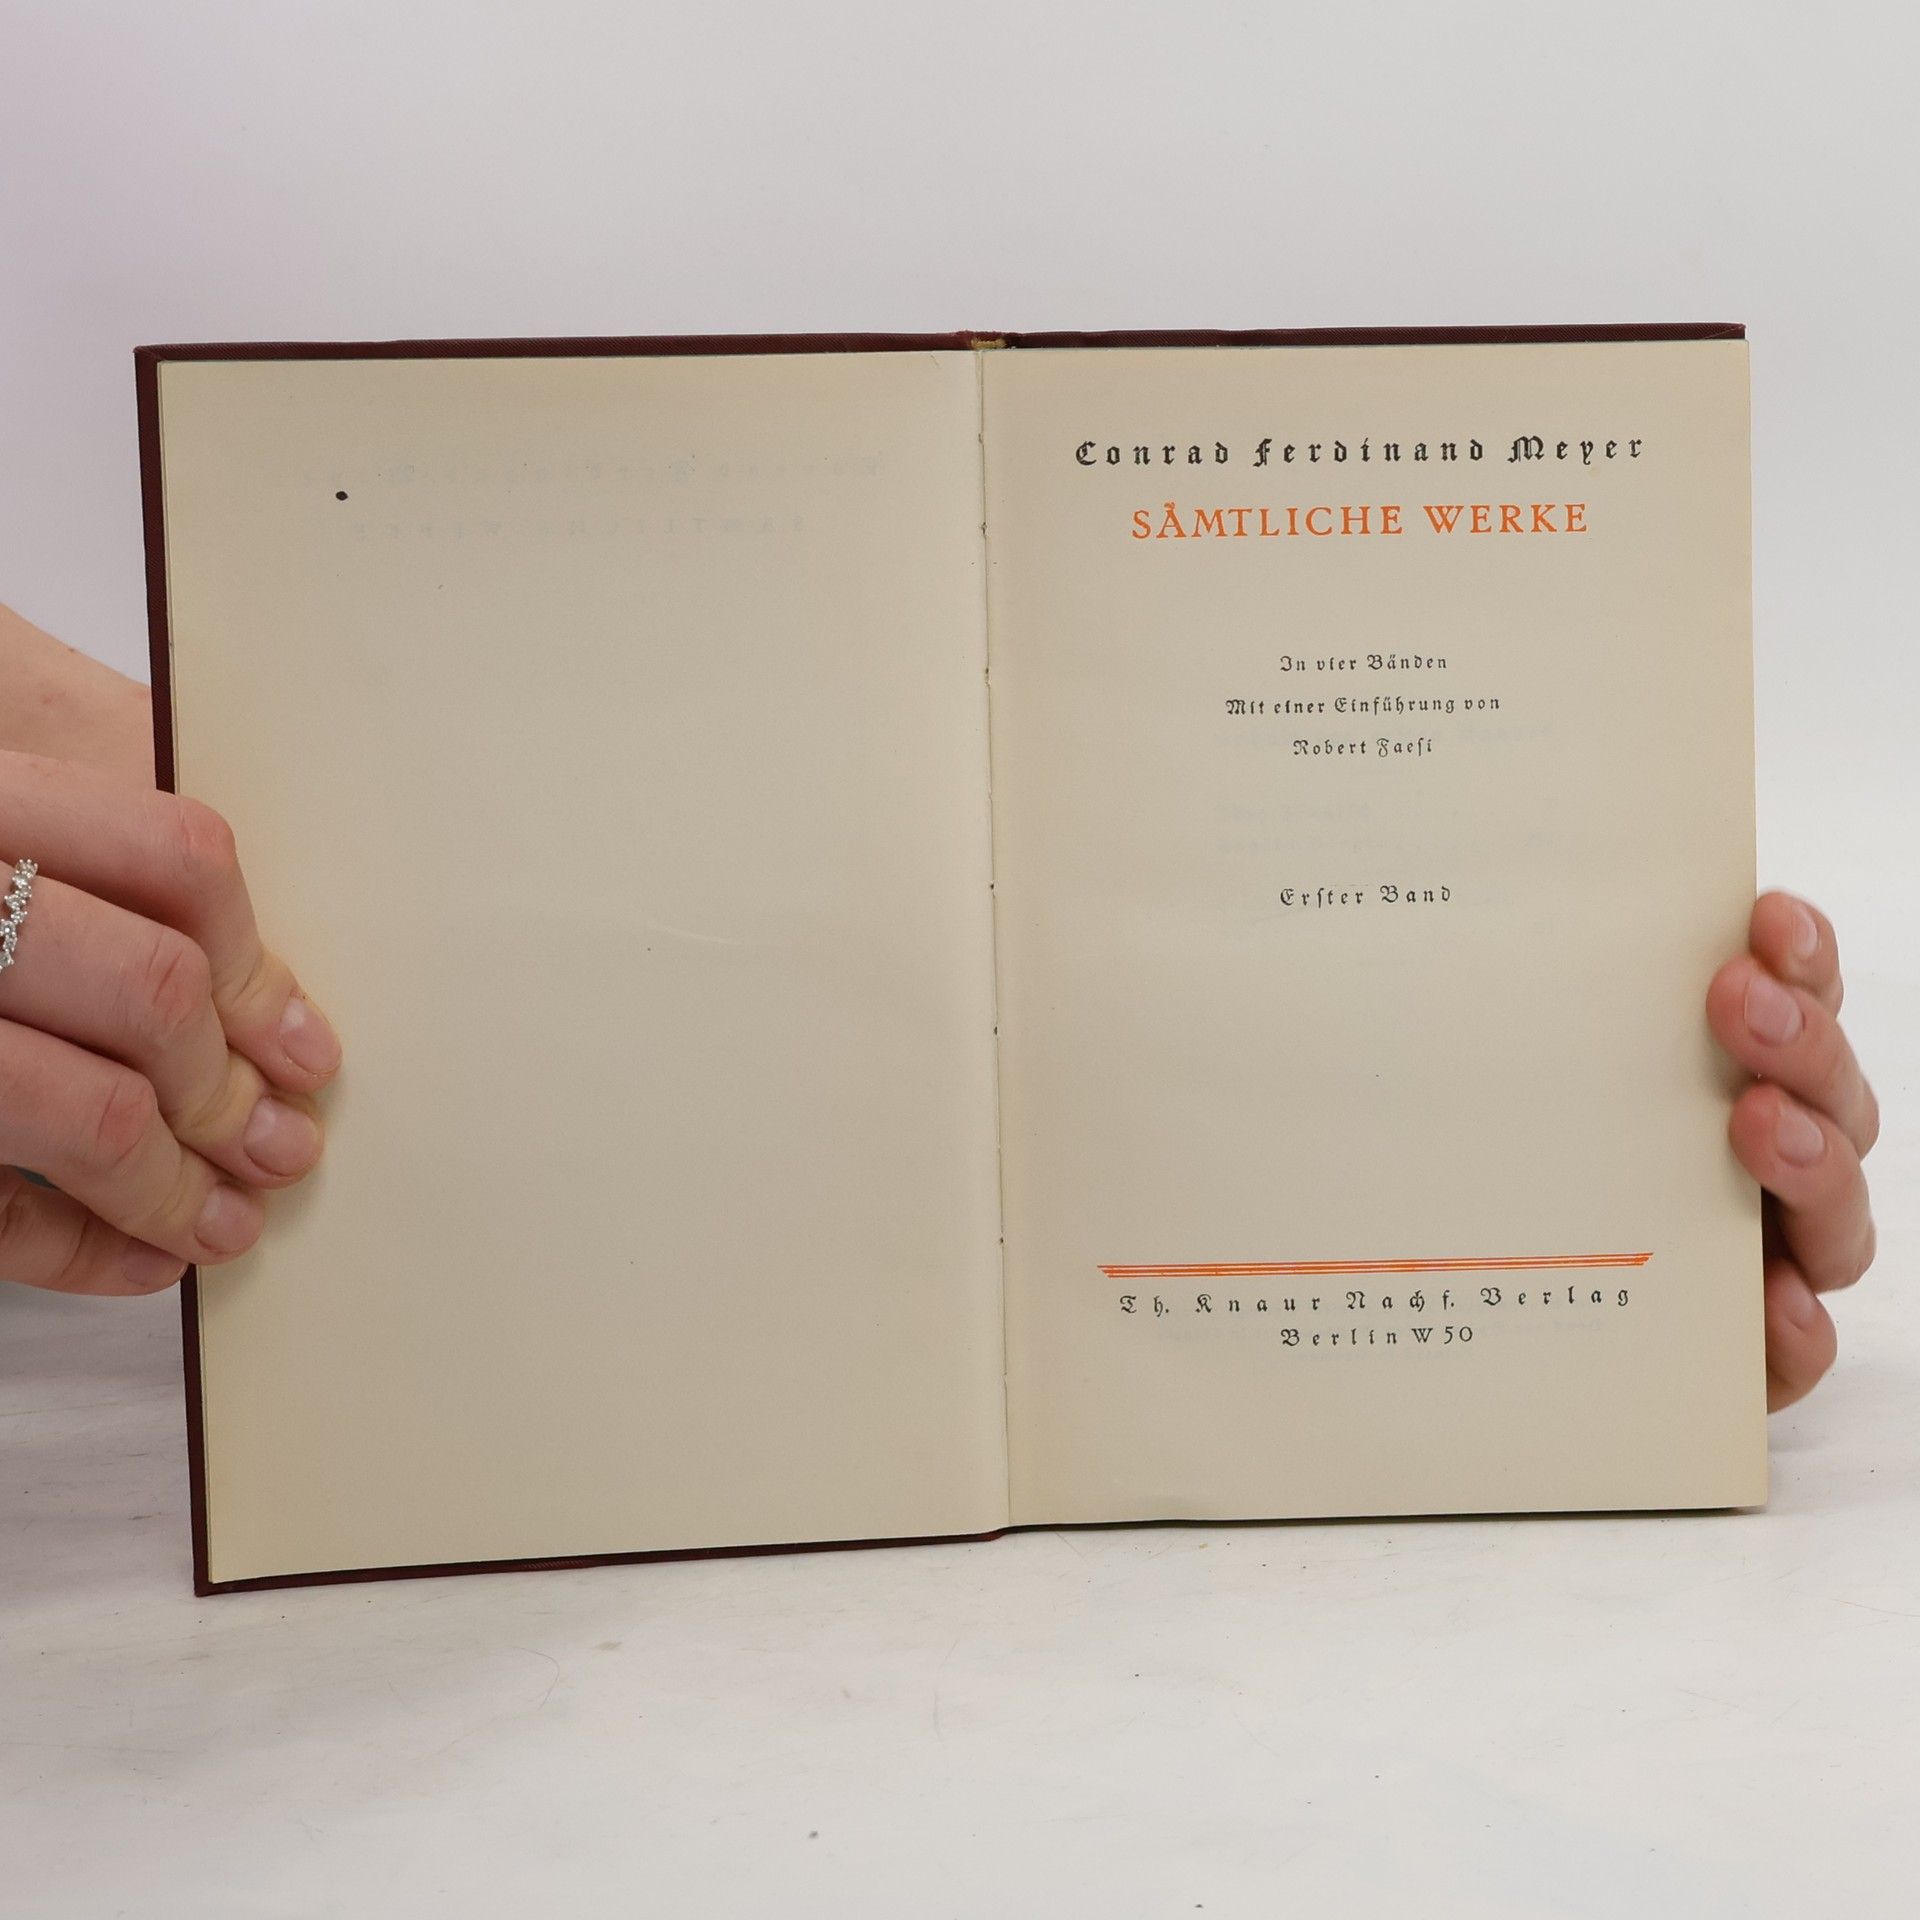 Conrad Ferdinand Meyer
SÄMTLICHE WERKE
In vier Bänden
Mit einer Einführung von
Robert Faesi
Erster Band
Th. Knaur Nachf. Verlag
Berlin W 50